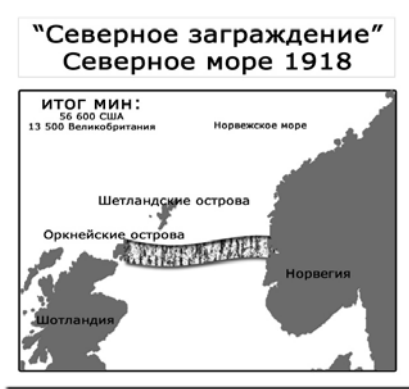 “Северное заграждение”
Северное море 1918
ИТОГ МИН:
56 600 США
13 500 Великобритания
Норвежское море
Шетландские острова
Оркнейские острова
Норвегия
Шотландия